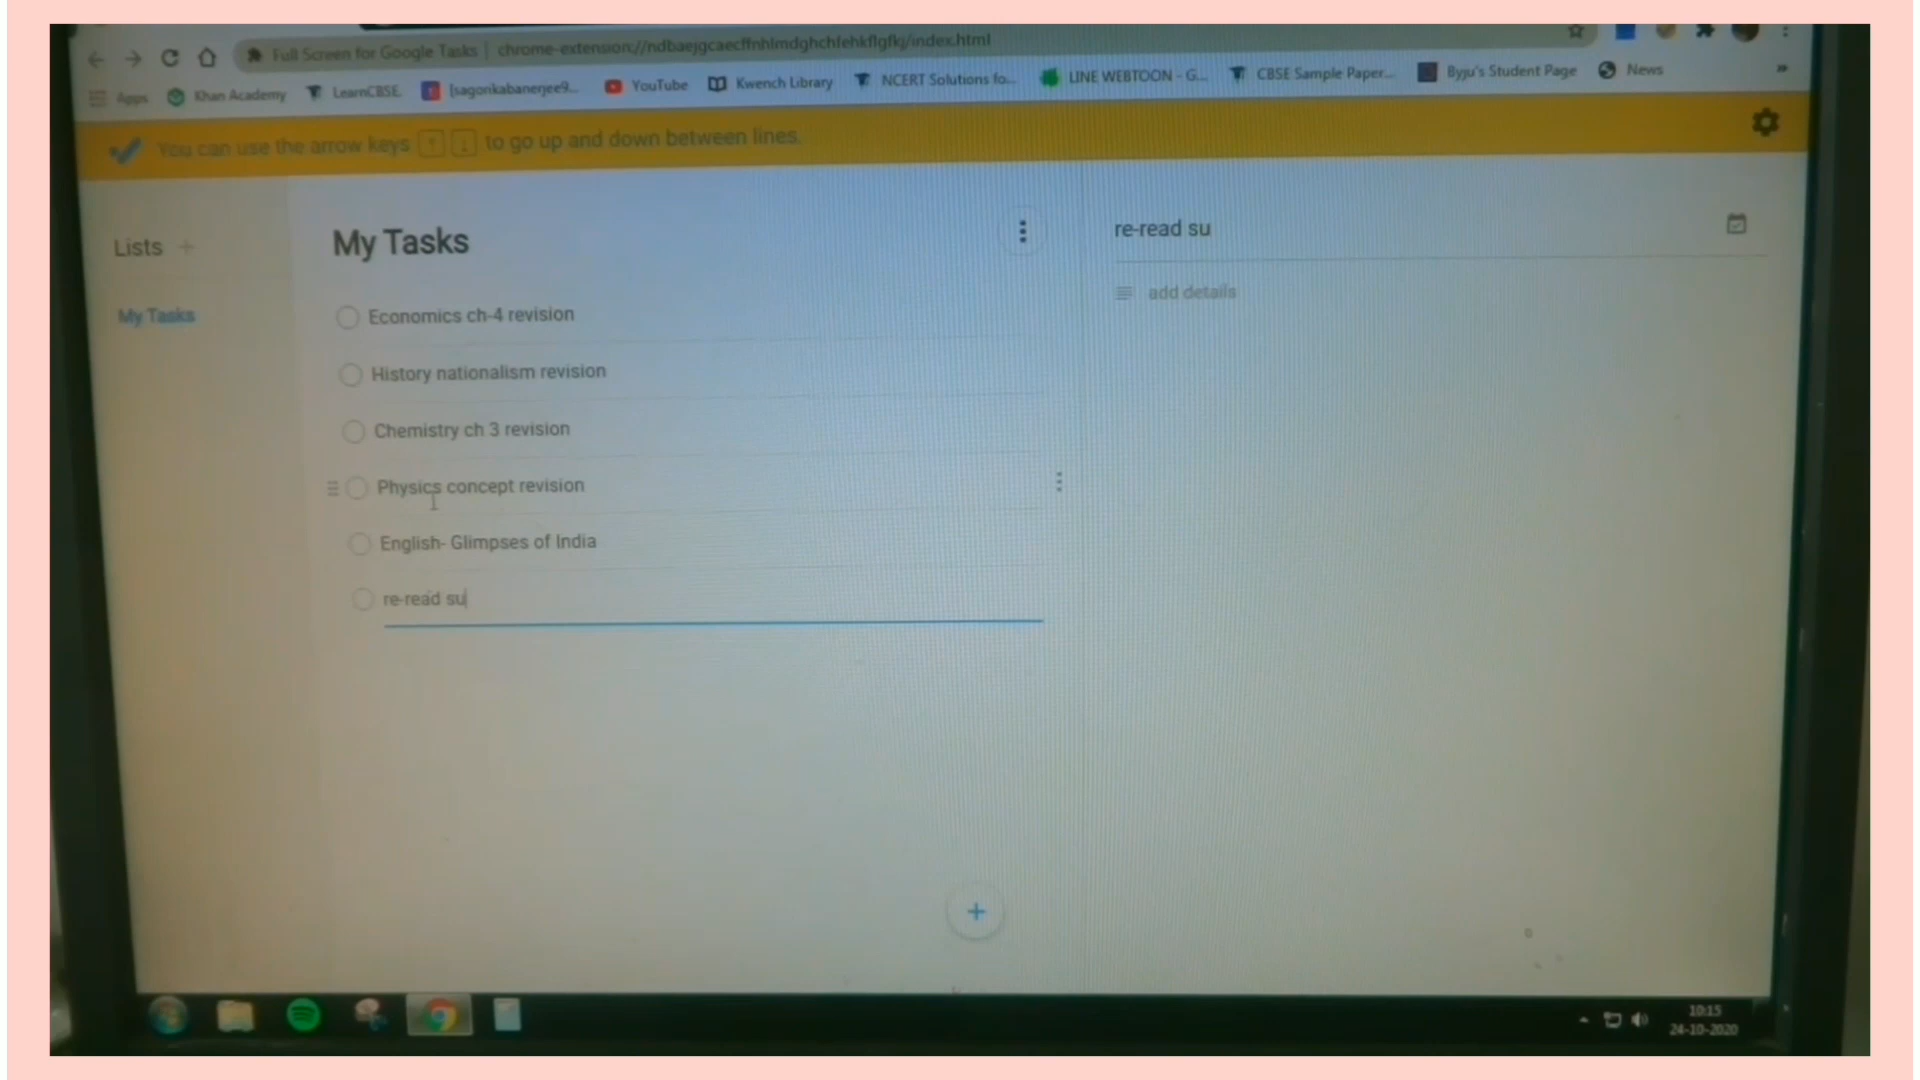 Full Screen for Google Tasks | chrome-extension://ndbaejgcaecffnhlmdghchfehkflgfkj/index.html
Apps Khan Academy LearnCBSE. YouTube Kwench Library NCERT Solutions fo... LINE WEBTOON - G... CBSE Sample Paper... Byju's Student Page News »
You can use the arrow keys ↑ ↓ to go up and down between lines.
Lists +
My Tasks
My Tasks
Economics ch-4 revision
History nationalism revision
Chemistry ch 3 revision
Physics concept revision
English- Glimpses of India
re-read su
re-read su
add details
10:15
24-10-2020